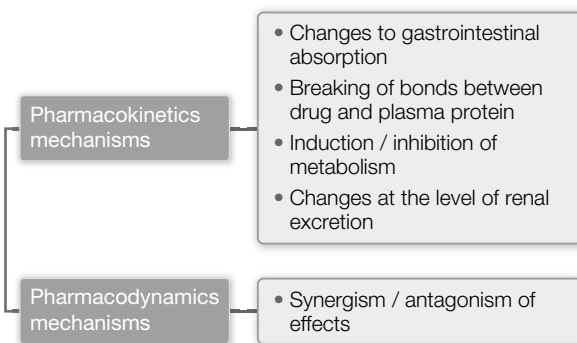 Pharmacokinetics
mechanisms
• Changes to gastrointestinal
absorption
• Breaking of bonds between
drug and plasma protein
• Induction / inhibition of
metabolism
• Changes at the level of renal
excretion
Pharmacodynamics
mechanisms
• Synergism / antagonism of
effects